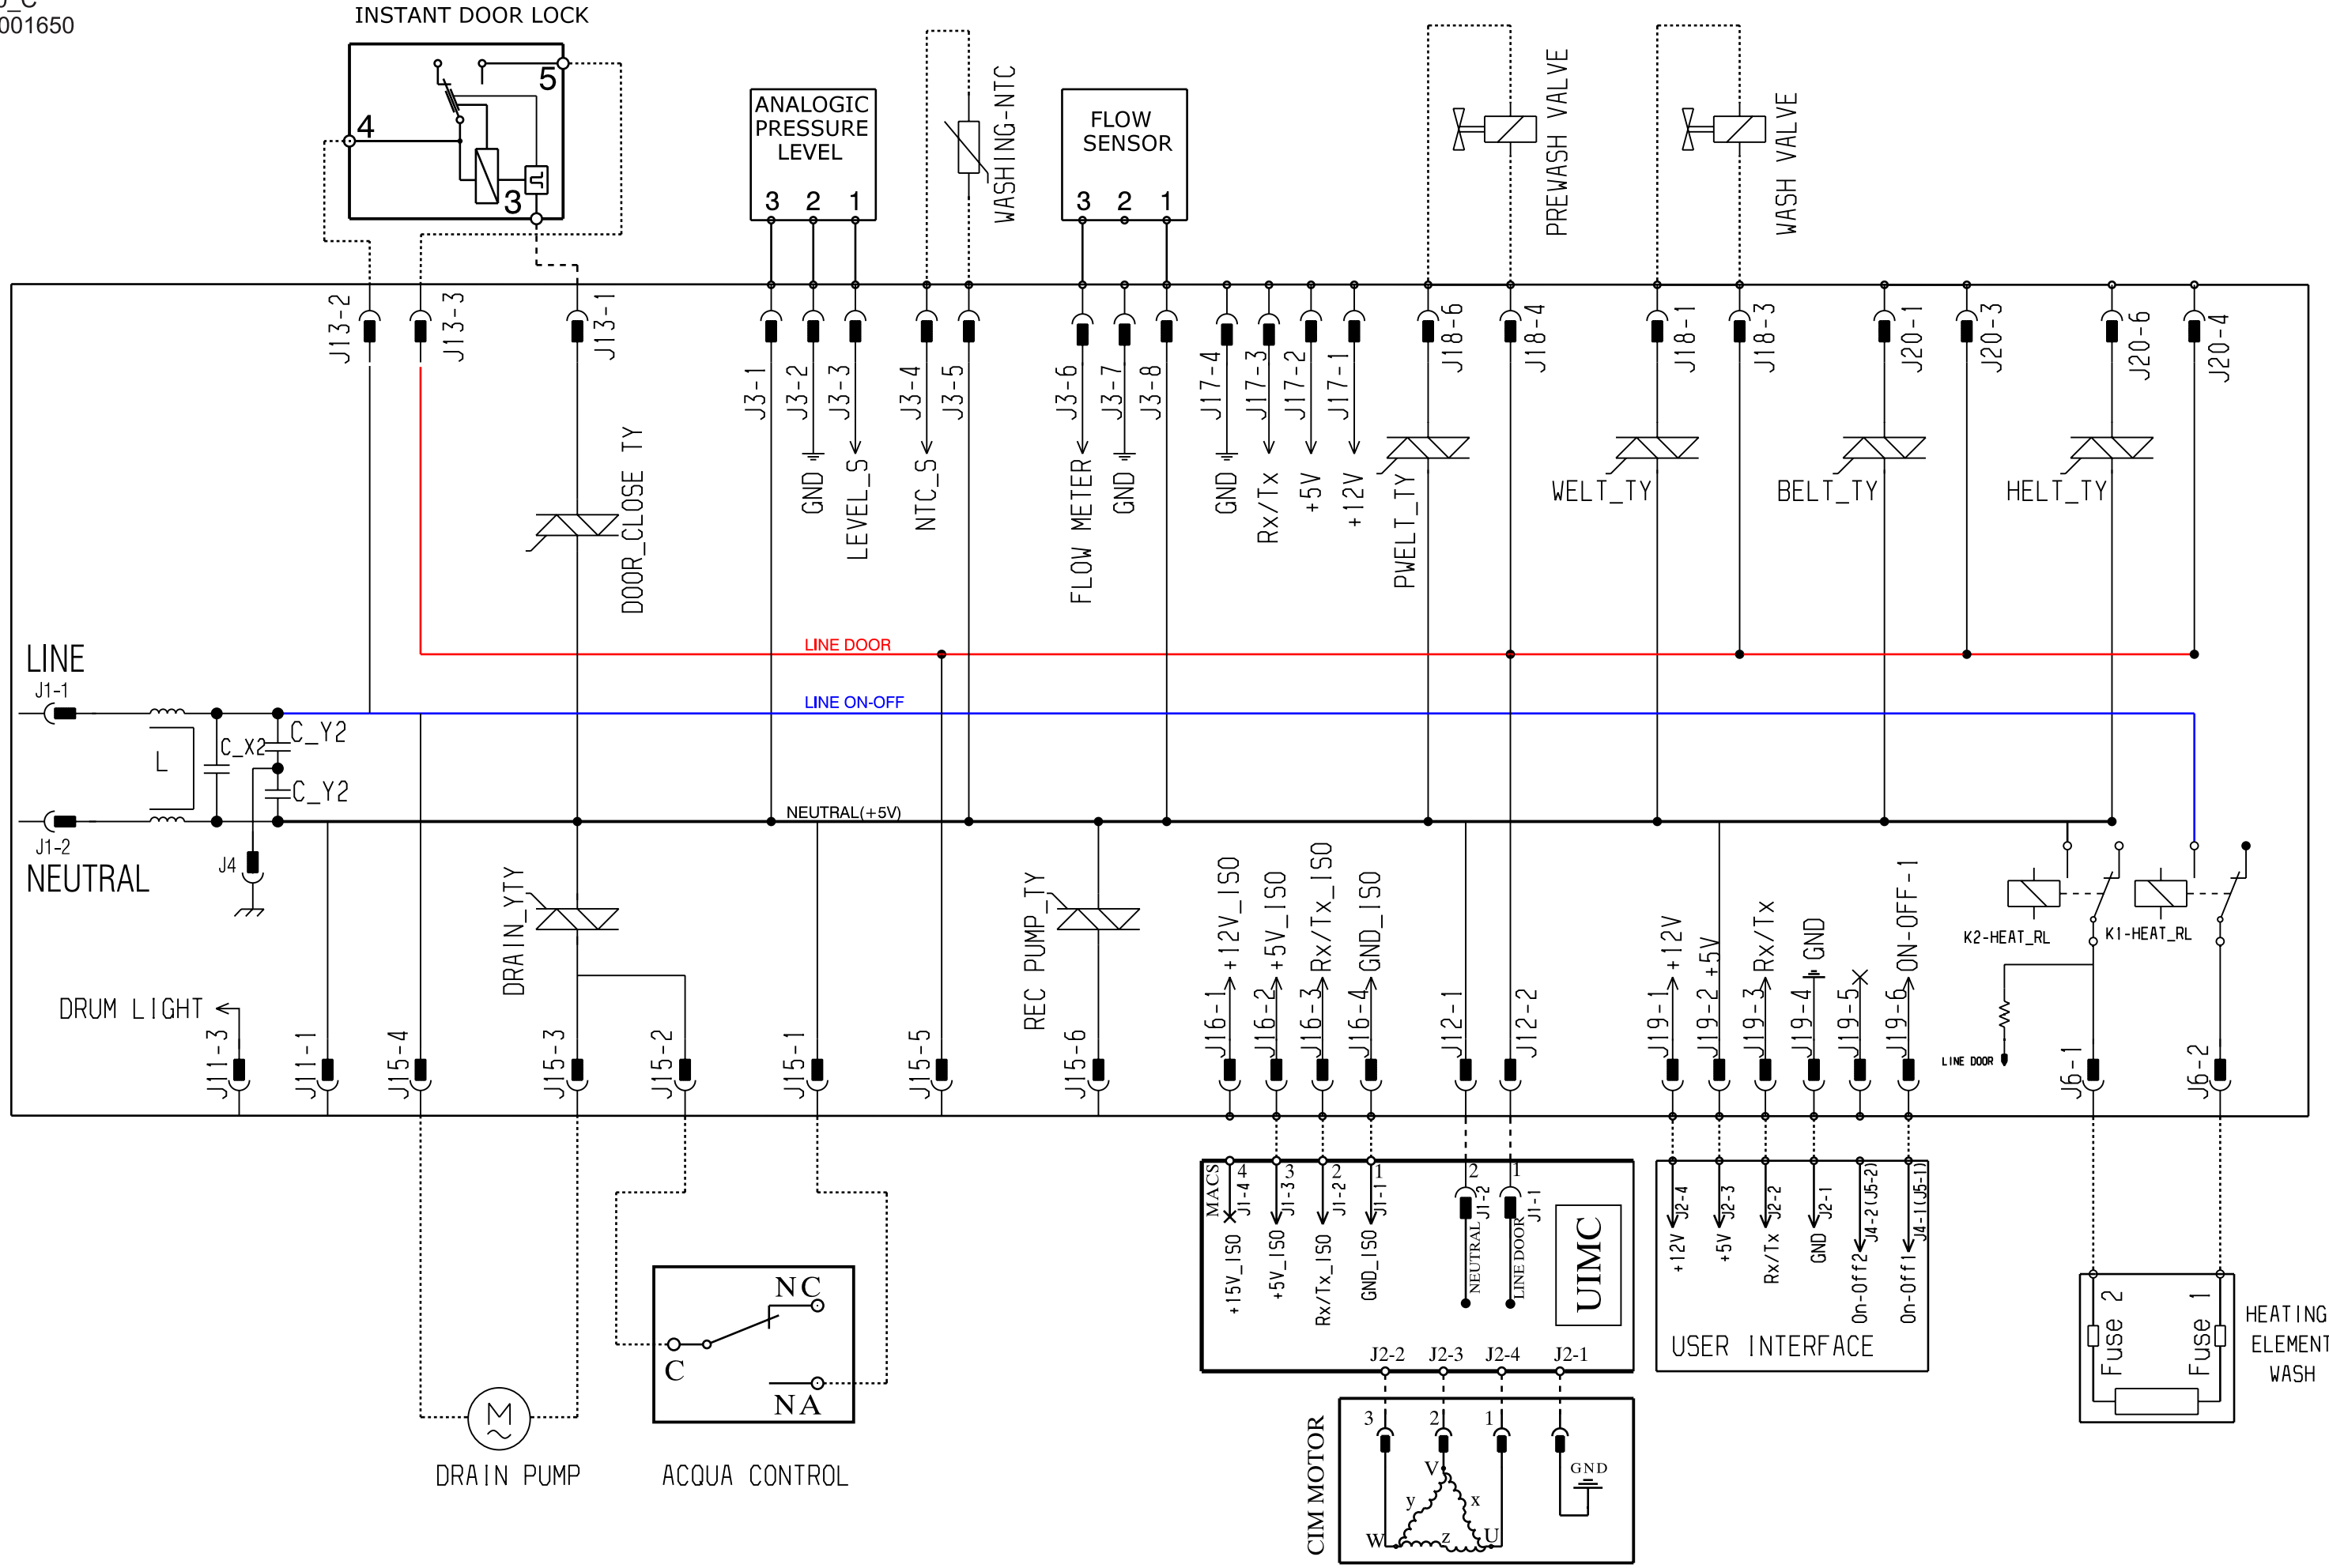 001650
INSTANT DOOR LOCK
5
4
3
ANALOGIC
PRESSURE
LEVEL
3 2 1
WASHING-NTC
FLOW
SENSOR
3 2 1
PREWASH VALVE
WASH VALVE
J13-2
J13-3
J13-1
J3-1
J3-2
J3-3
J3-4
J3-5
J3-6
J3-7
J3-8
J17-4
J17-3
J17-2
J17-1
J18-6
J18-4
J18-1
J18-3
J20-1
J20-3
J20-6
J20-4
DOOR_CLOSE TY
GND
LEVEL_S
NTC_S
FLOW METER
GND
GND
Rx/Tx
+5V
+12V
PWELT_TY
WELT_TY
BELT_TY
HELT_TY
LINE DOOR
LINE
J1-1
LINE ON-OFF
L
C_X2
C_Y2
C_Y2
NEUTRAL(+5V)
J1-2
NEUTRAL
J4
DRAIN_YTY
REC PUMP_TY
+12V_ISO
+5V_ISO
Rx/Tx_ISO
GND_ISO
+12V
+5V
Rx/Tx
GND
ON-OFF-1
K2-HEAT_RL
K1-HEAT_RL
LINE DOOR
DRUM LIGHT
J11-3
J11-1
J15-4
J15-3
J15-2
J15-1
J15-5
J15-6
J16-1
J16-2
J16-3
J16-4
J12-1
J12-2
J19-1
J19-2
J19-3
J19-4
J19-5
J19-6
J6-1
J6-2
MACS
4 3 2 1 2 1
J1-4
J1-3
J1-2
J1-1
J1-2
J1-1
+15V_ISO
+5V_ISO
Rx/Tx_ISO
GND_ISO
NEUTRAL
LINE DOOR
UIMC
J2-2 J2-3 J2-4 J2-1
J2-4
J2-3
J2-2
J2-1
J4-2(J5-2)
J4-1(J5-1)
+12V
+5V
Rx/Tx
GND
On-Off2
On-Off1
USER INTERFACE
Fuse 2
Fuse 1
HEATING
ELEMENT
WASH
NC
C
NA
M
DRAIN PUMP
ACQUA CONTROL
CIM MOTOR
3 2 1
V
y
x
W
z
U
GND